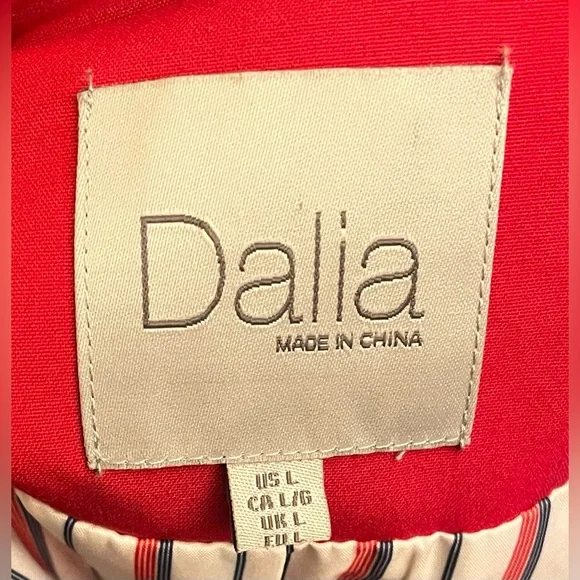 Dalia
MADE IN CHINA
US L
CA L/G
UK L
EU L